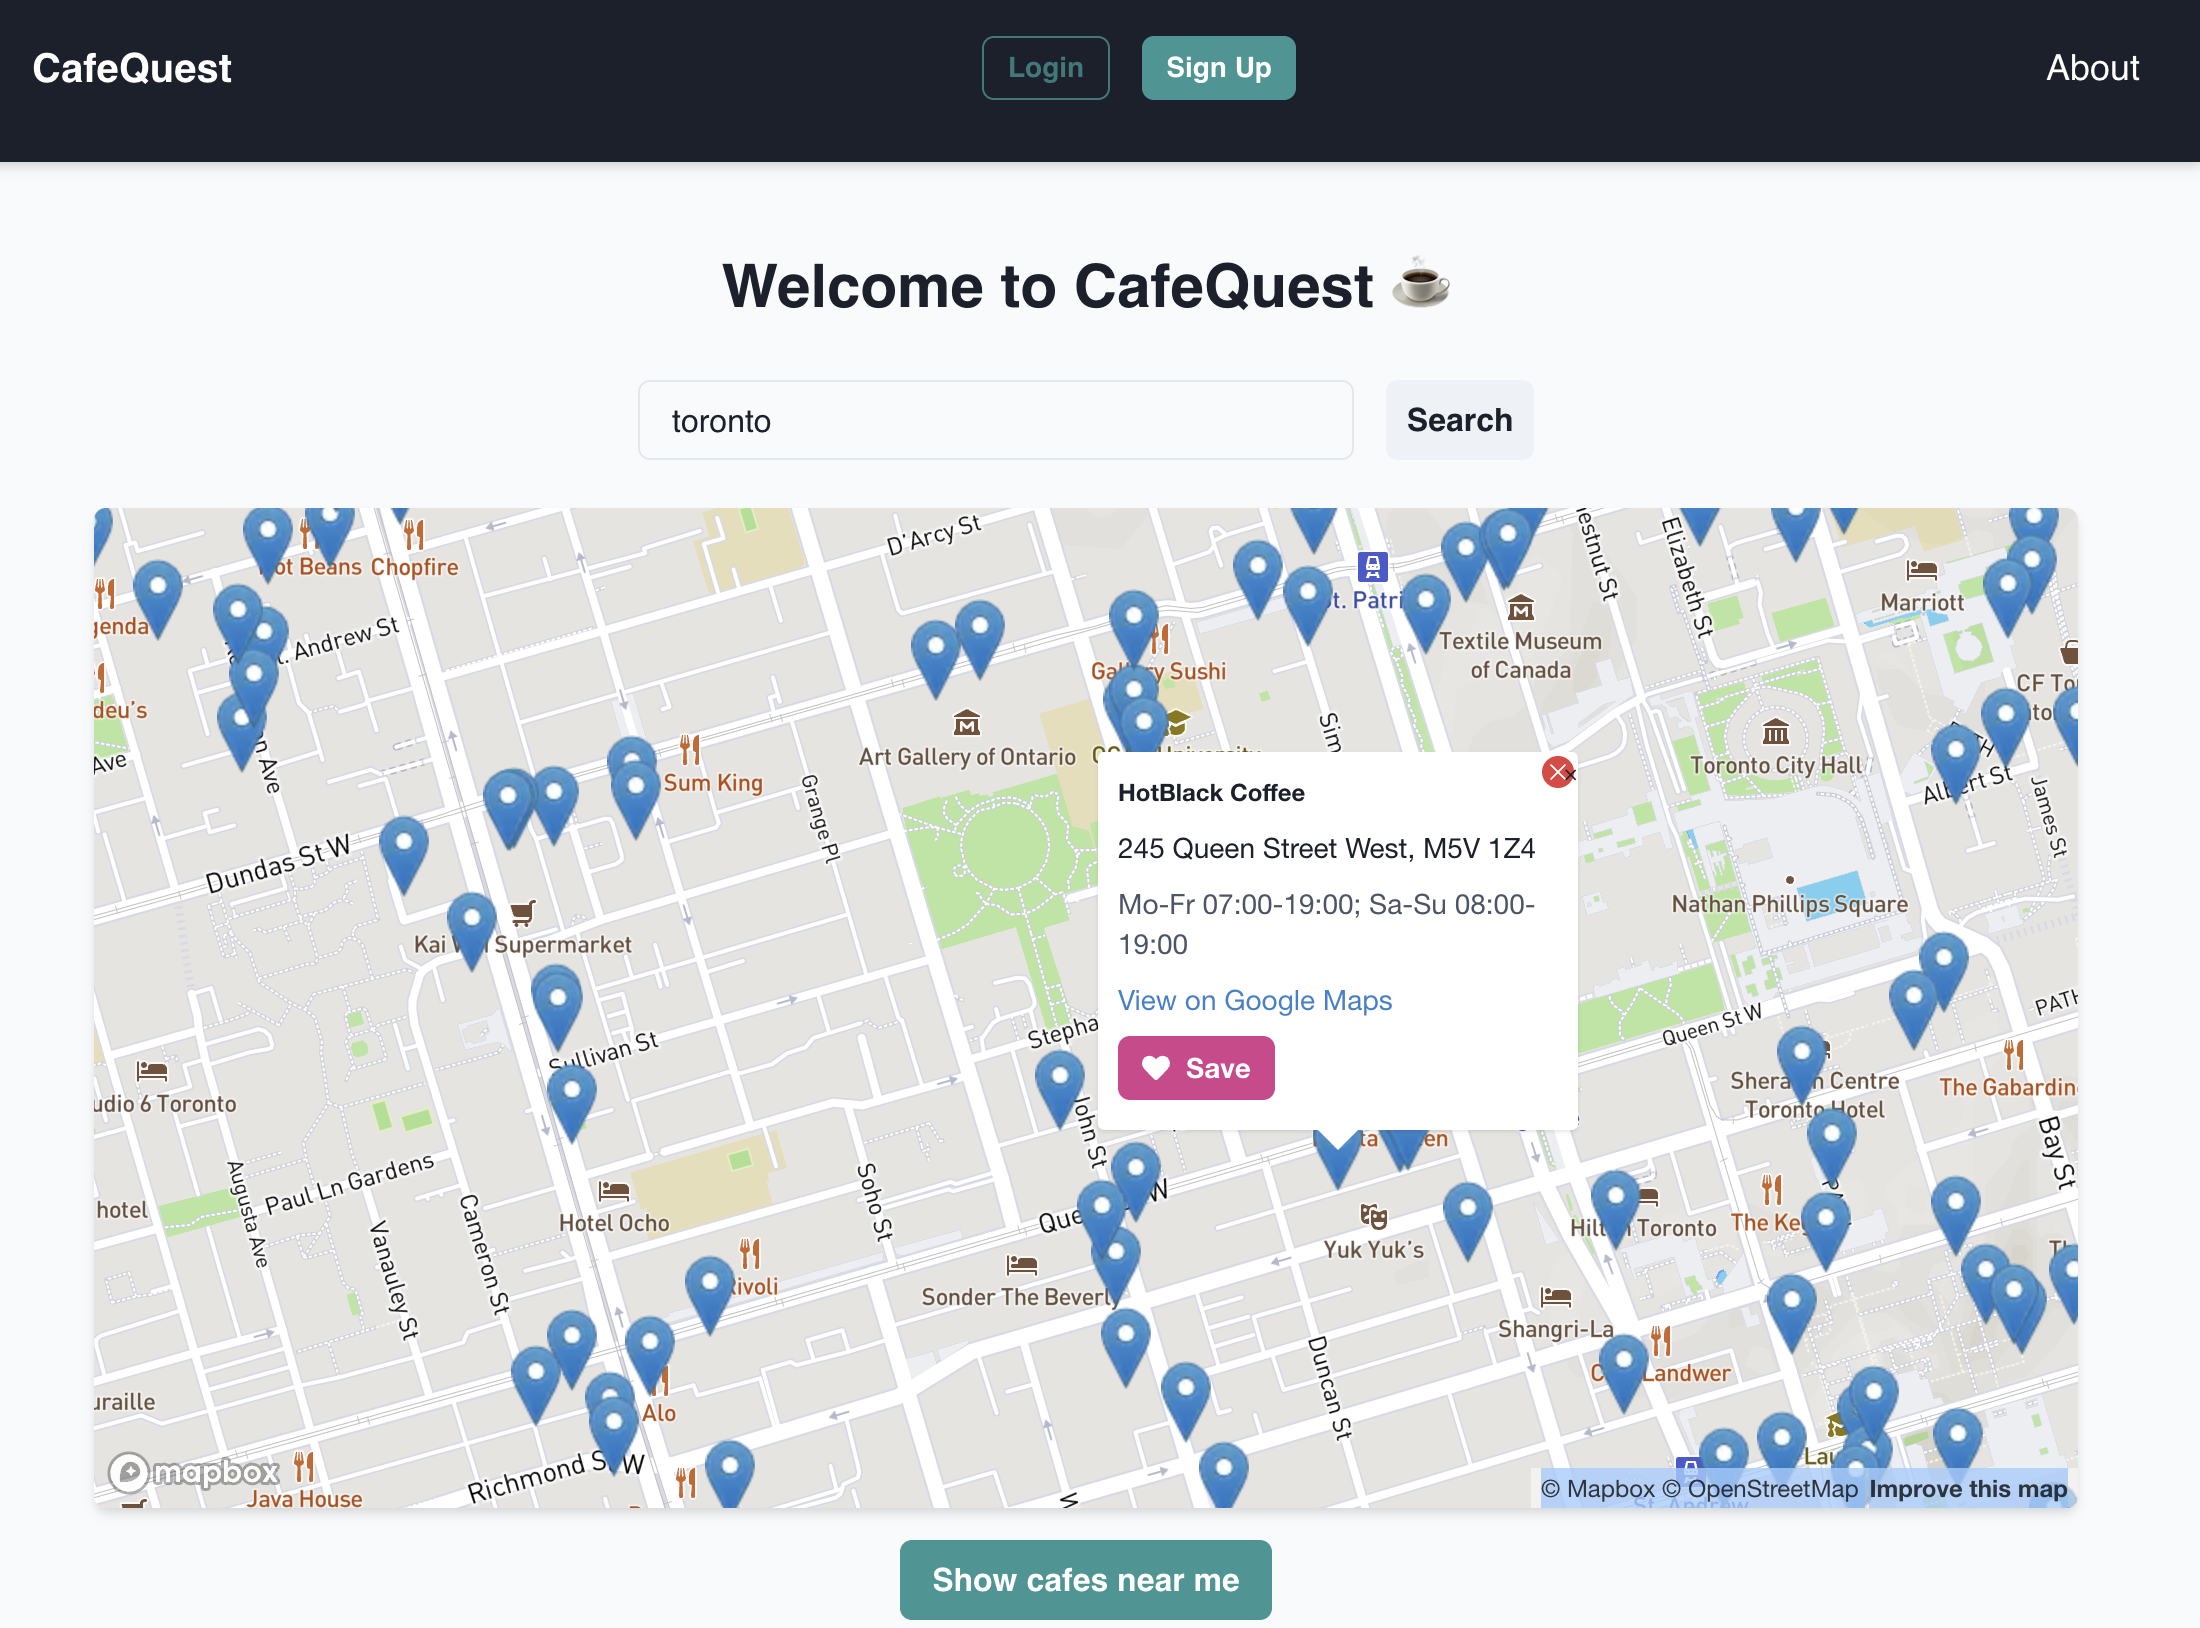 CafeQuest
Login
Sign Up
About
Welcome to CafeQuest
toronto
Search
D'Arcy St
Elizabeth St
ot Beans
Chopfire
St. Patri
Marriott
Textile Museum
of Canada
St. Andrew St
Gallery Sushi
CF To
deu's
Art Gallery of Ontario
Toronto City Hall
Ave
Sum King
Grange Pl
Albert St
James St
HotBlack Coffee
245 Queen Street West, M5V 1Z4
Mo-Fr 07:00-19:00; Sa-Su 08:00-
19:00
View on Google Maps
Save
Dundas St W
Nathan Phillips Square
Supermarket
PATH
Queen St W
Stepha
Sullivan St
Sheraton Centre
Toronto Hotel
The Gabardin
udio 6 Toronto
John St
Bay St
Paul Ln Gardens
Augusta Ave
hotel
Cameron St
Vanauley St
Hotel Ocho
Soho St
Que W
Yuk Yuk's
Hilton Toronto
The Ke
ivoli
Sonder The Beverly
Shangri-La
Duncan St
Landwer
uraille
Alo
mapbox
Richmond St W
Java House
© Mapbox © OpenStreetMap Improve this map
Show cafes near me